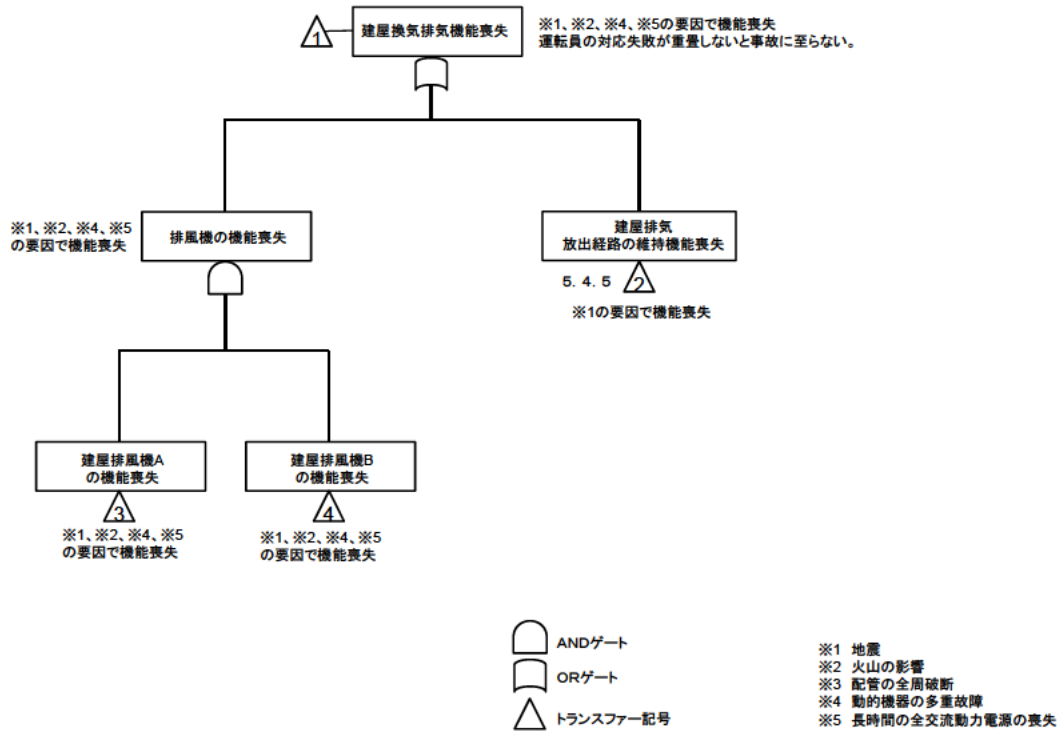 1
建屋換気排気機能喪失
※1、※2、※4、※5の要因で機能喪失
運転員の対応失敗が重畳しないと事故に至らない。
※1、※2、※4、※5
の要因で機能喪失
排風機の機能喪失
建屋排気
放出経路の維持機能喪失
5. 4. 5
2
※1の要因で機能喪失
建屋排風機A
の機能喪失
3
※1、※2、※4、※5
の要因で機能喪失
建屋排風機B
の機能喪失
4
※1、※2、※4、※5
の要因で機能喪失
ANDゲート
ORゲート
トランスファー記号
※1 地震
※2 火山の影響
※3 配管の全周破断
※4 動的機器の多重故障
※5 長時間の全交流動力電源の喪失